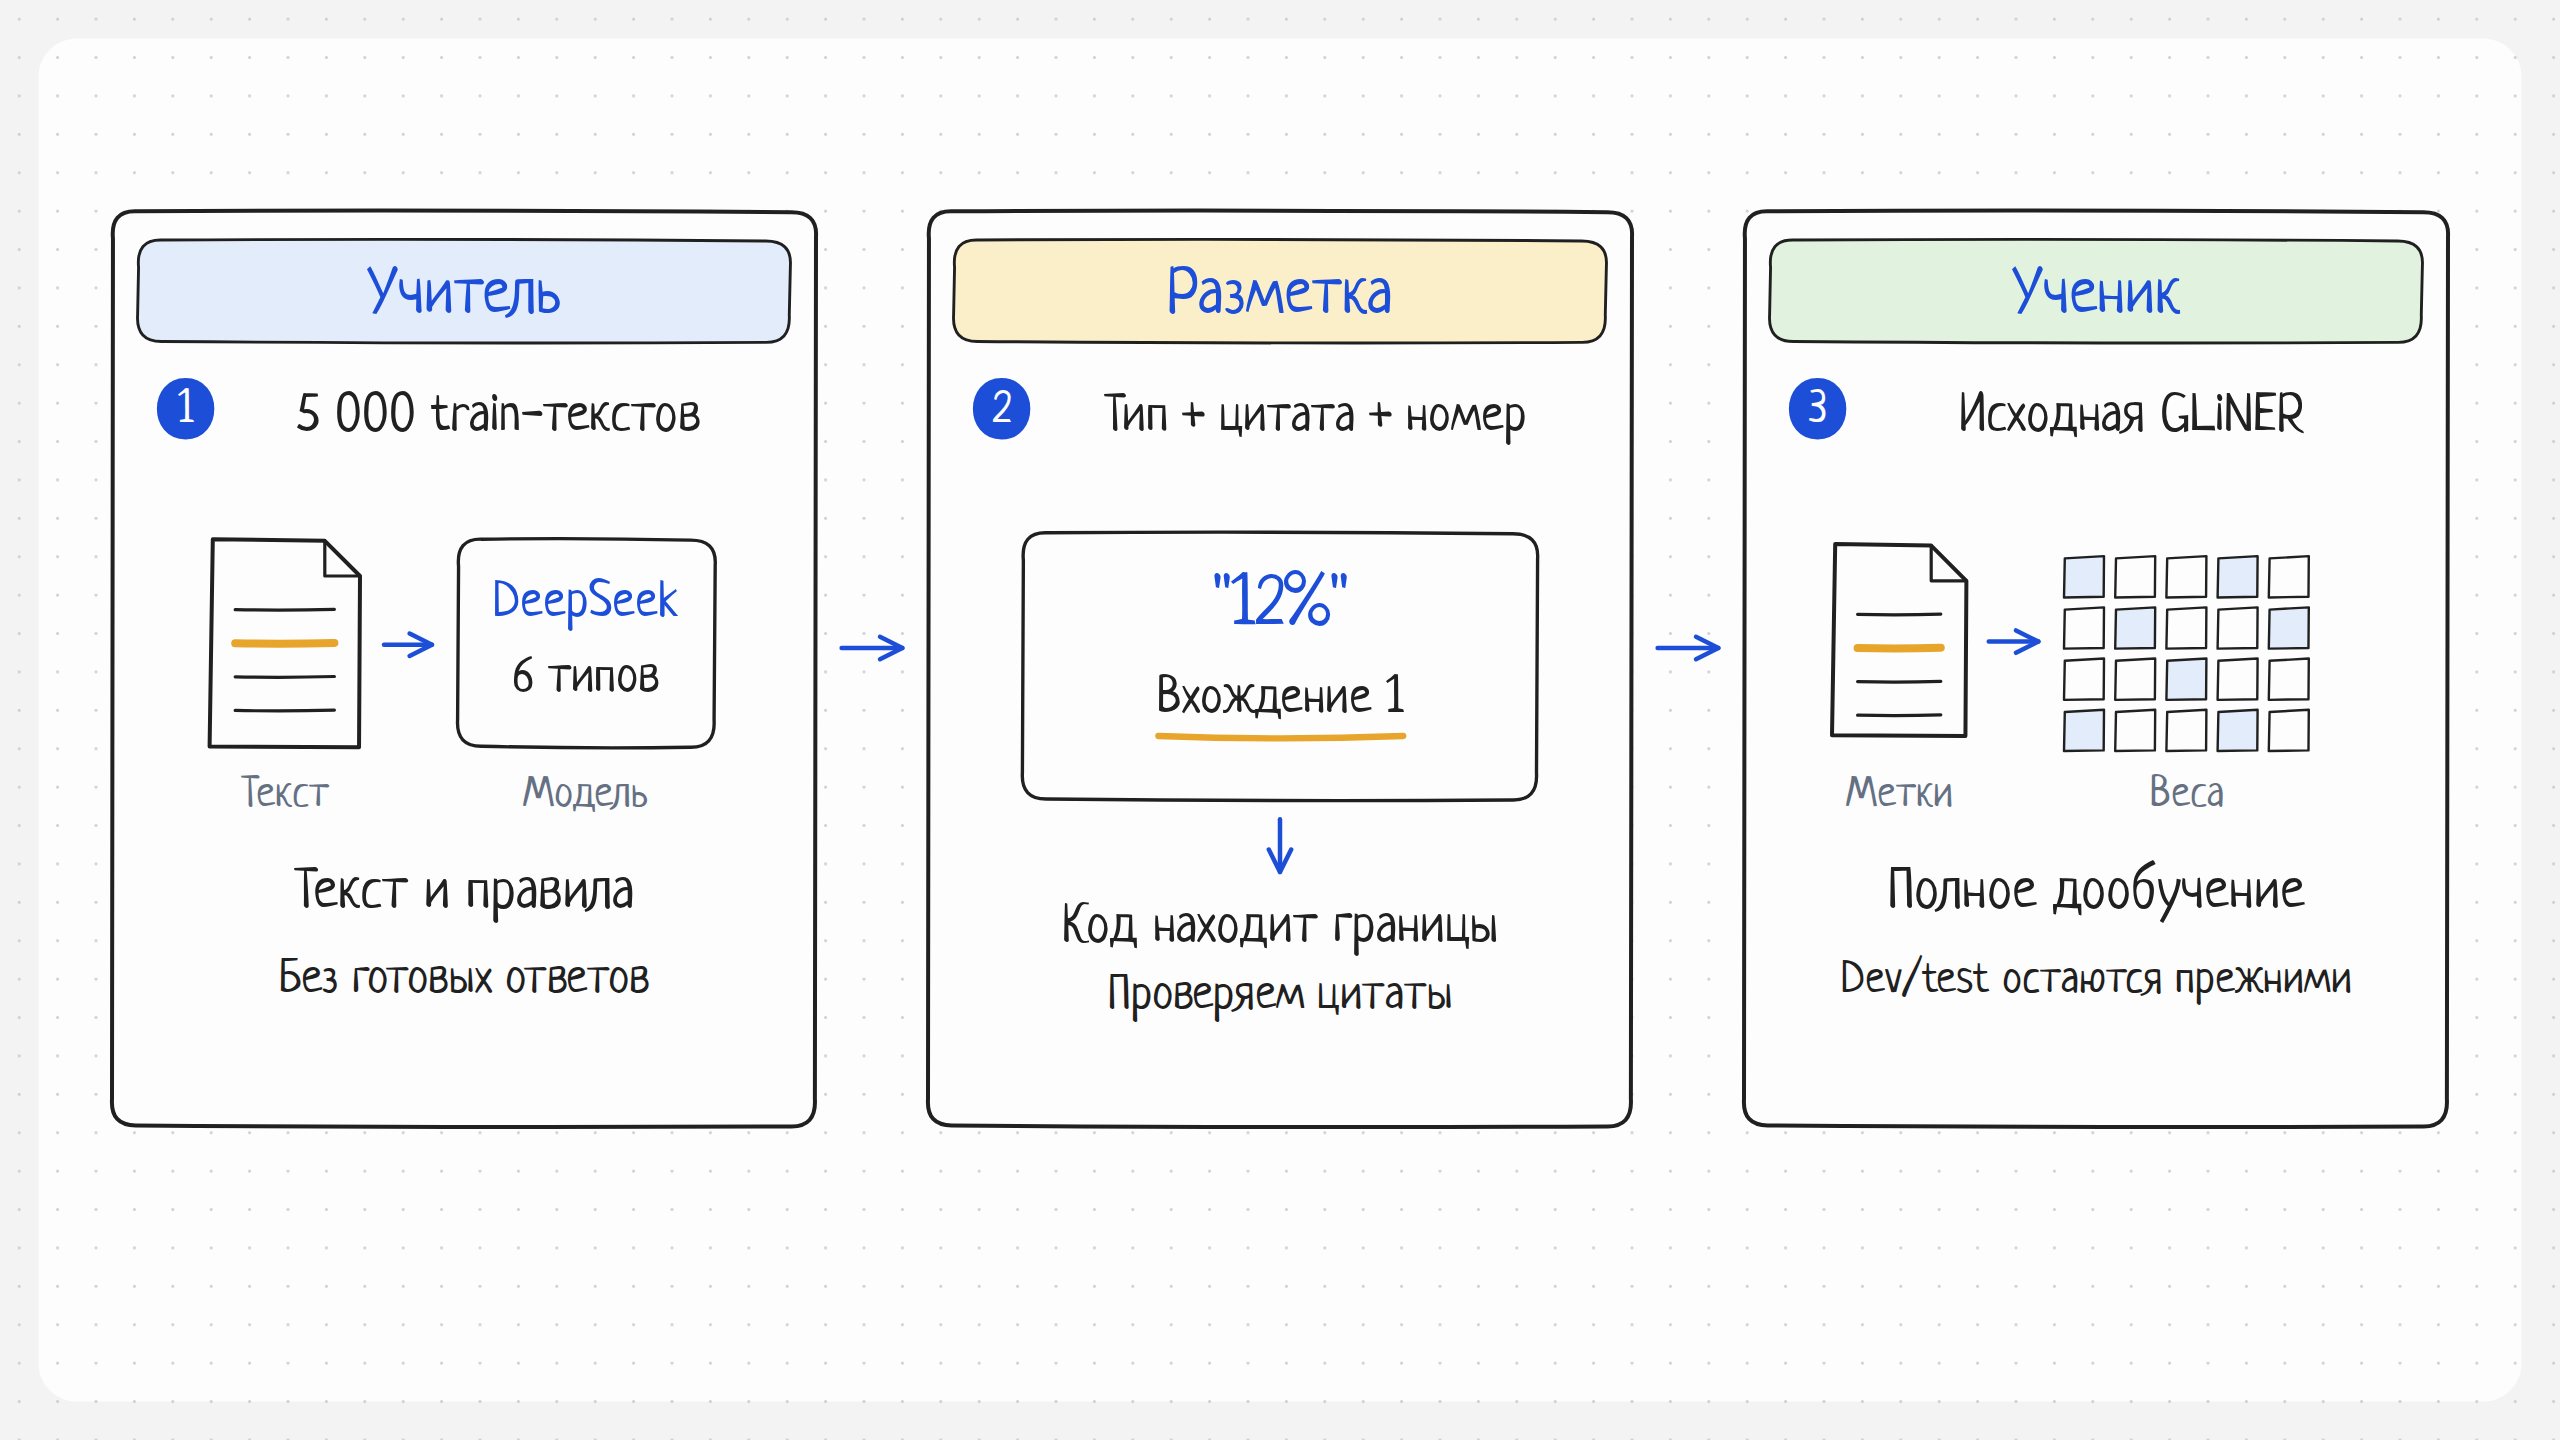 Учитель
1
5 000 train-текстов
DeepSeek
6 типов
Текст
Модель
Текст и правила
Без готовых ответов
Разметка
2
Тип + цитата + номер
"12%"
Вхождение 1
Код находит границы
Проверяем цитаты
Ученик
3
Исходная GLiNER
Метки
Веса
Полное дообучение
Dev/test остаются прежними